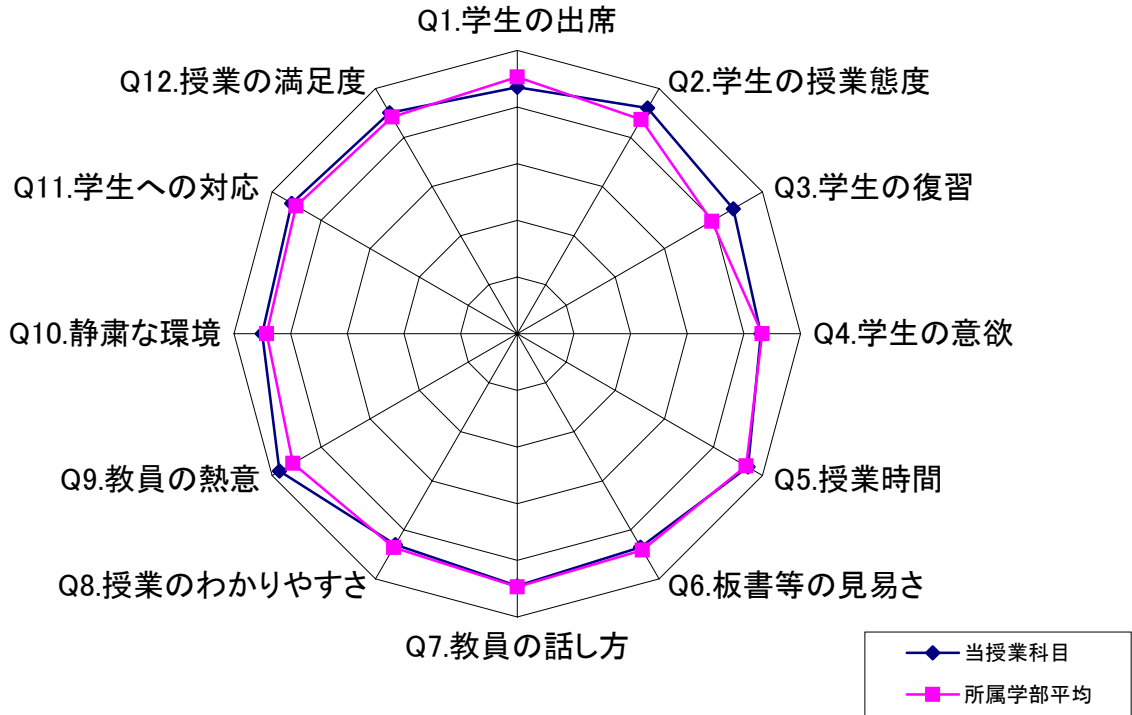 Q1.学生の出席
Q2.学生の授業態度
Q3.学生の復習
Q4.学生の意欲
Q5.授業時間
Q6.板書等の見易さ
Q7.教員の話し方
Q8.授業のわかりやすさ
Q9.教員の熱意
Q10.静粛な環境
Q11.学生への対応
Q12.授業の満足度
当授業科目
所属学部平均